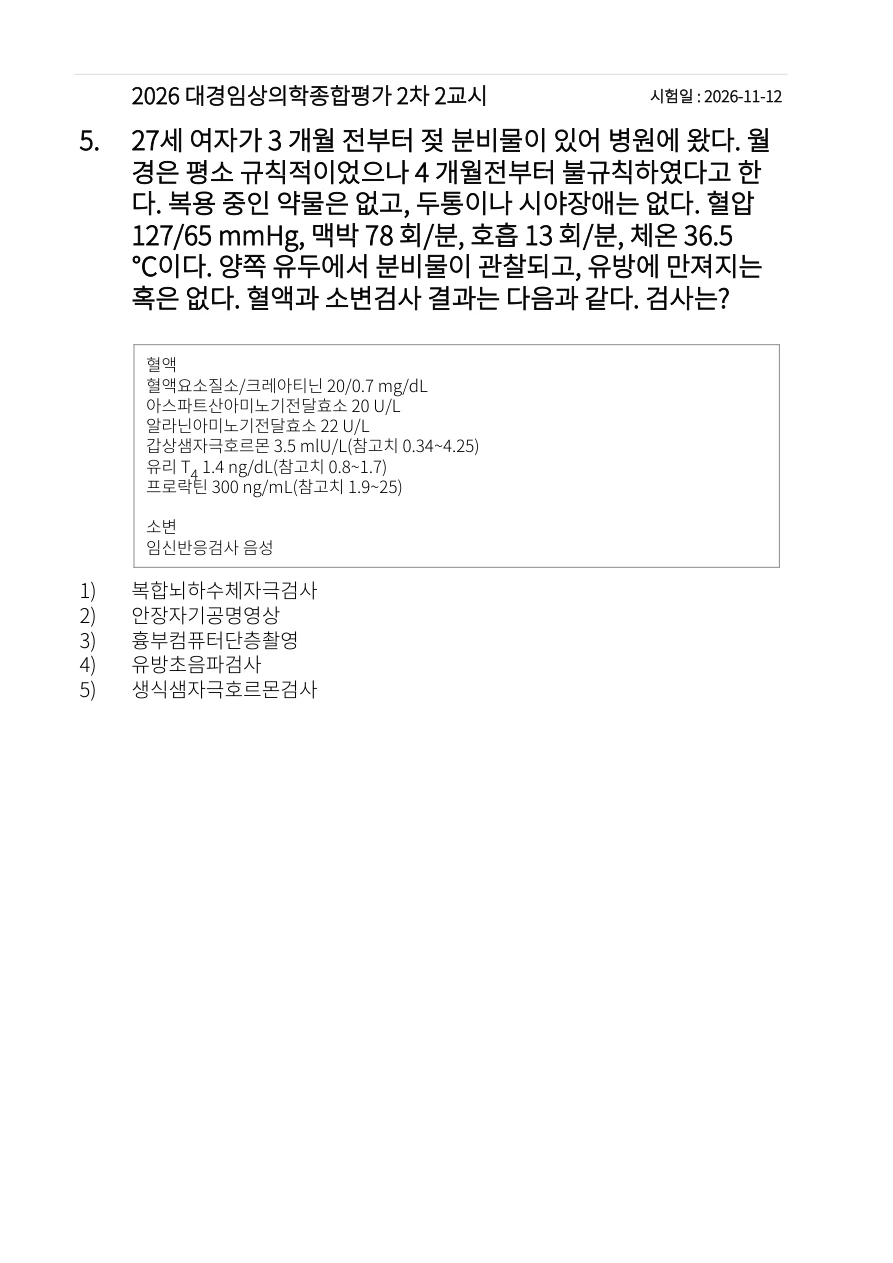 2026 대경임상의학종합평가 2차 2교시
시험일 : 2026-11-12
5. 27세 여자가 3 개월 전부터 젖 분비물이 있어 병원에 왔다. 월
경은 평소 규칙적이었으나 4 개월전부터 불규칙하였다고 한
다. 복용 중인 약물은 없고, 두통이나 시야장애는 없다. 혈압
127/65 mmHg, 맥박 78 회/분, 호흡 13 회/분, 체온 36.5
℃이다. 양쪽 유두에서 분비물이 관찰되고, 유방에 만져지는
혹은 없다. 혈액과 소변검사 결과는 다음과 같다. 검사는?
혈액
혈액요소질소/크레아티닌 20/0.7 mg/dL
아스파트산아미노기전달효소 20 U/L
알라닌아미노기전달효소 22 U/L
갑상샘자극호르몬 3.5 mlU/L(참고치 0.34~4.25)
유리 T4 1.4 ng/dL(참고치 0.8~1.7)
프로락틴 300 ng/mL(참고치 1.9~25)
소변
임신반응검사 음성
1) 복합뇌하수체자극검사
2) 안장자기공명영상
3) 흉부컴퓨터단층촬영
4) 유방초음파검사
5) 생식샘자극호르몬검사